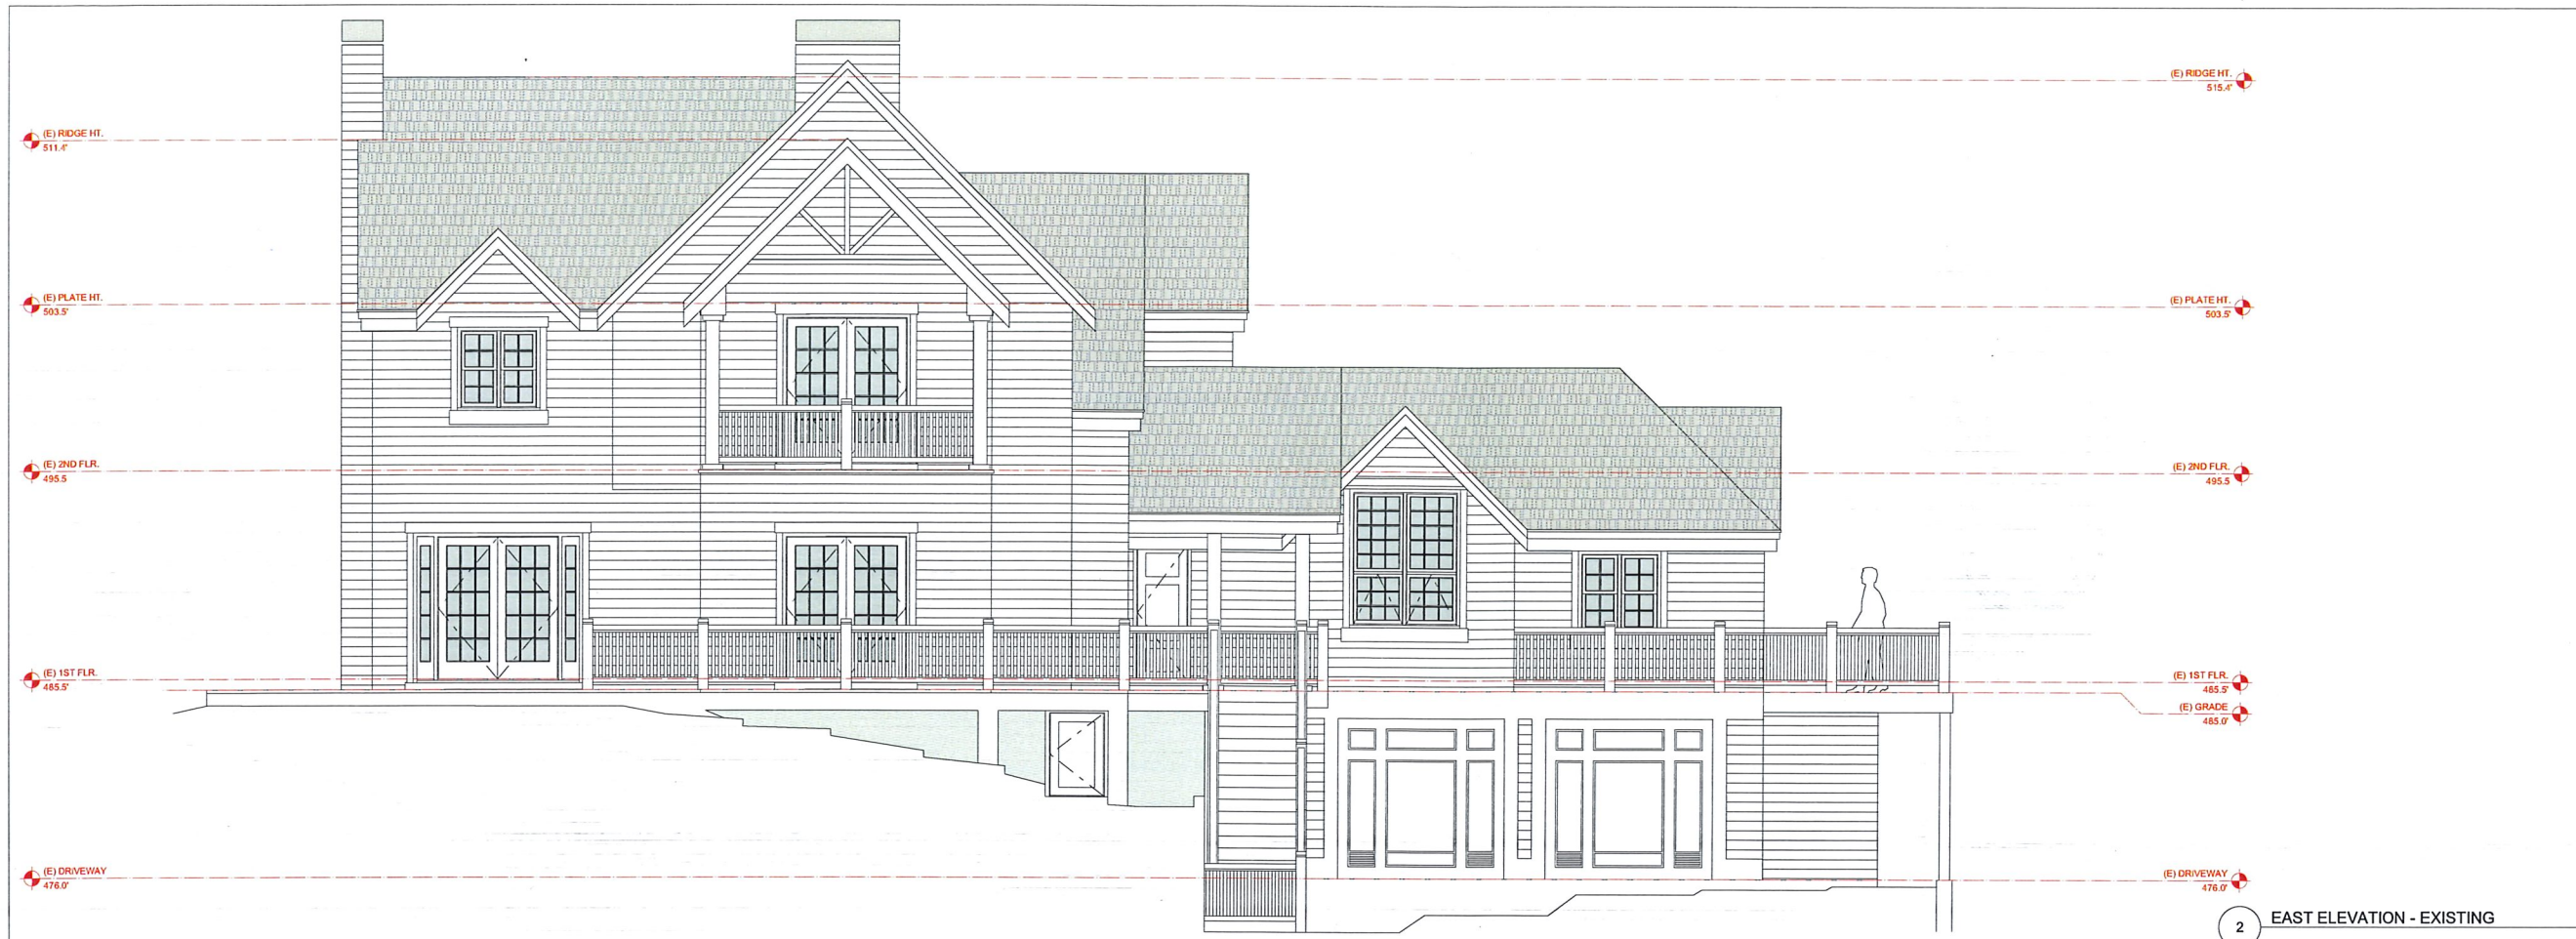 (E) RIDGE HT.
515.4'
(E) RIDGE HT.
511.4'
(E) PLATE HT.
503.5'
(E) PLATE HT.
503.5'
(E) 2ND FLR.
495.5
(E) 2ND FLR.
495.5
(E) 1ST FLR.
485.5'
(E) 1ST FLR.
485.5'
(E) GRADE
485.0'
(E) DRIVEWAY
476.0'
(E) DRIVEWAY
476.0'
2
EAST ELEVATION - EXISTING